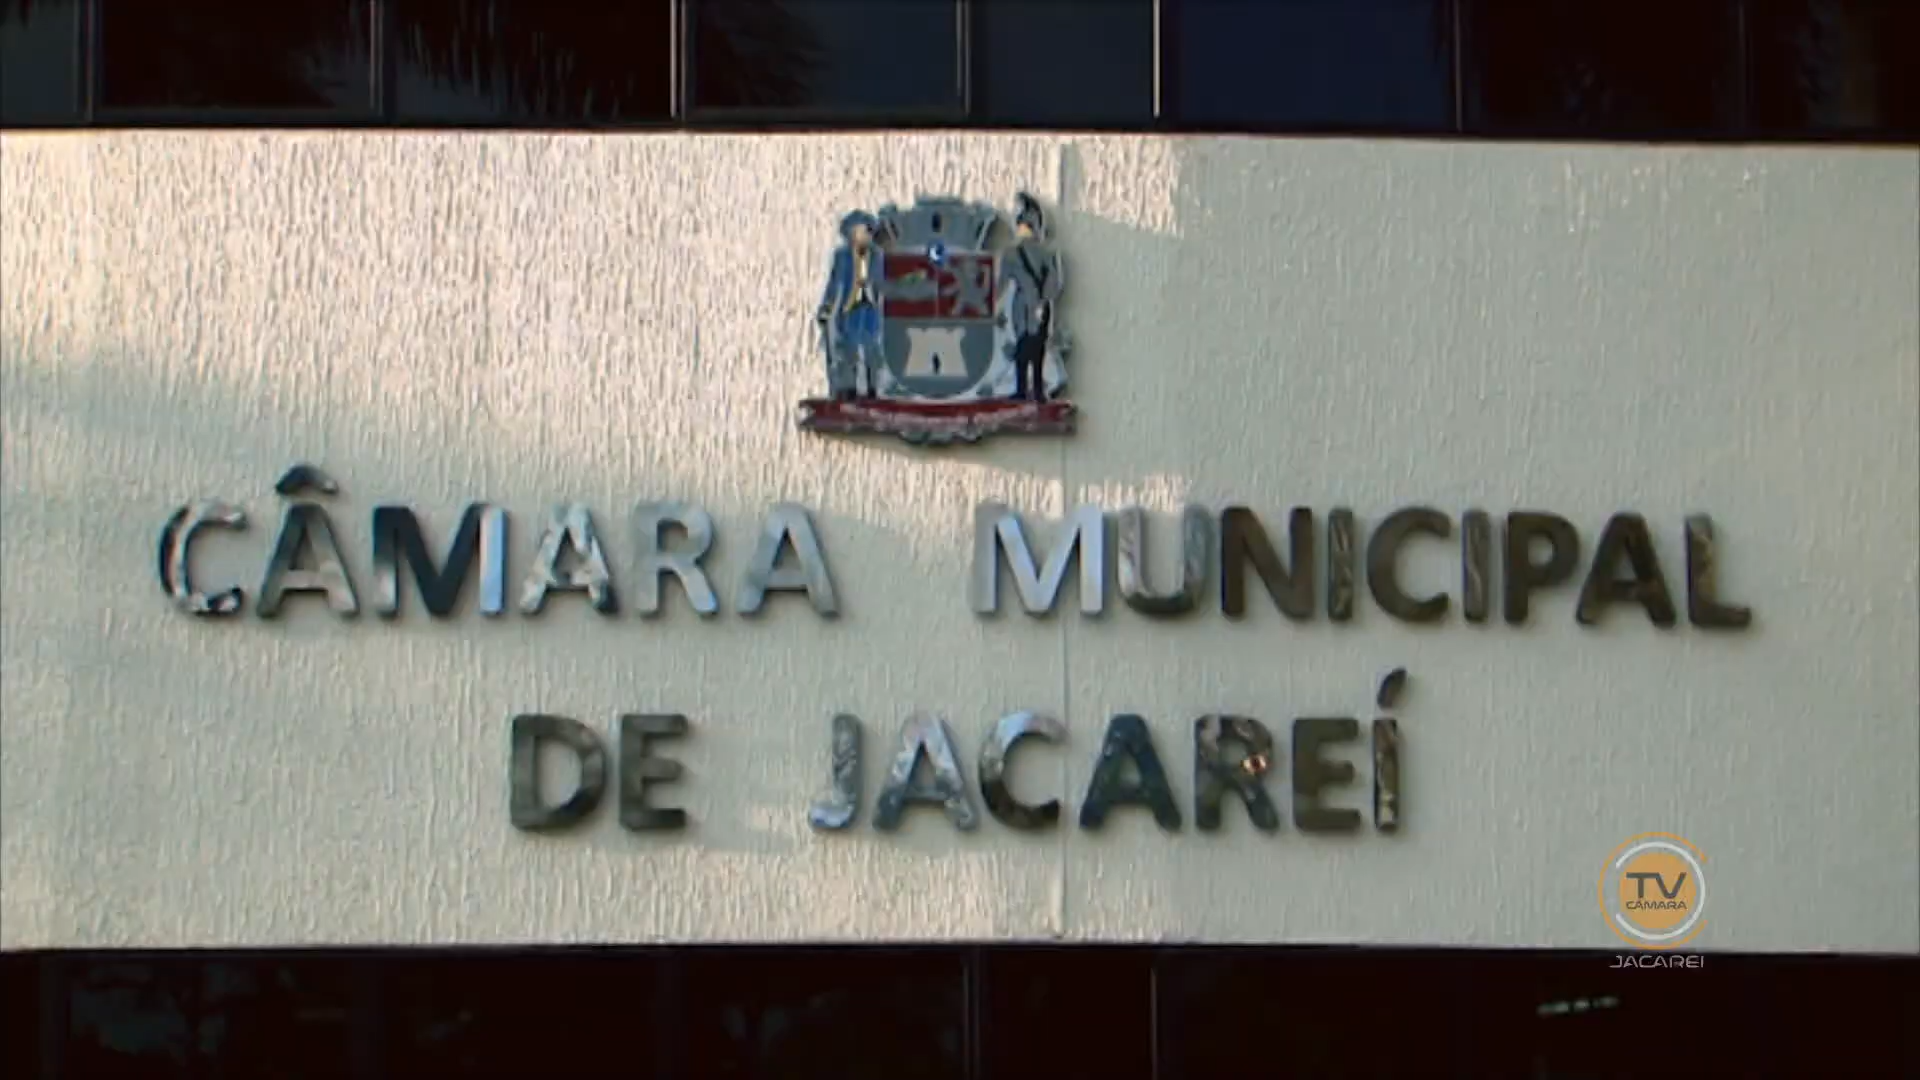 CÂMARA MUNICIPAL
DE JACAREÍ
TV
CÂMARA
JACAREÍ